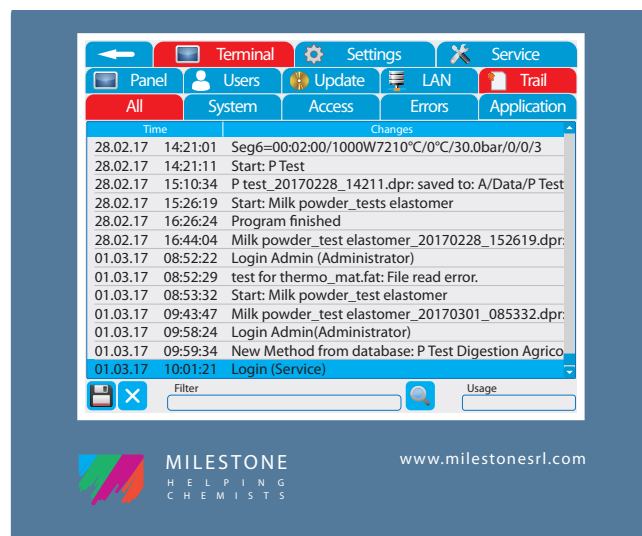 Terminal Settings Service
Panel Users Update LAN Trail
All System Access Errors Application
Time Changes
28.02.17 14:21:01 Seg6=00:02:00/1000W7210°C/0°C/30.0bar/0/0/3
28.02.17 14:21:11 Start: P Test
28.02.17 15:10:34 P test_20170228_14211.dpr: saved to: A/Data/P Test
28.02.17 15:26:19 Start: Milk powder_tests elastomer
28.02.17 16:26:24 Program finished
28.02.17 16:44:04 Milk powder_test elastomer_20170228_152619.dpr:
01.03.17 08:52:22 Login Admin (Administrator)
01.03.17 08:52:29 test for thermo_mat.fat: File read error.
01.03.17 08:53:32 Start: Milk powder_test elastomer
01.03.17 09:43:47 Milk powder_test elastomer_20170301_085332.dpr:
01.03.17 09:58:24 Login Admin(Administrator)
01.03.17 09:59:34 New Method from database: P Test Digestion Agrico
01.03.17 10:01:21 Login (Service)
Filter Usage
MILESTONE
HELPING
CHEMISTS
www.milestonesrl.com